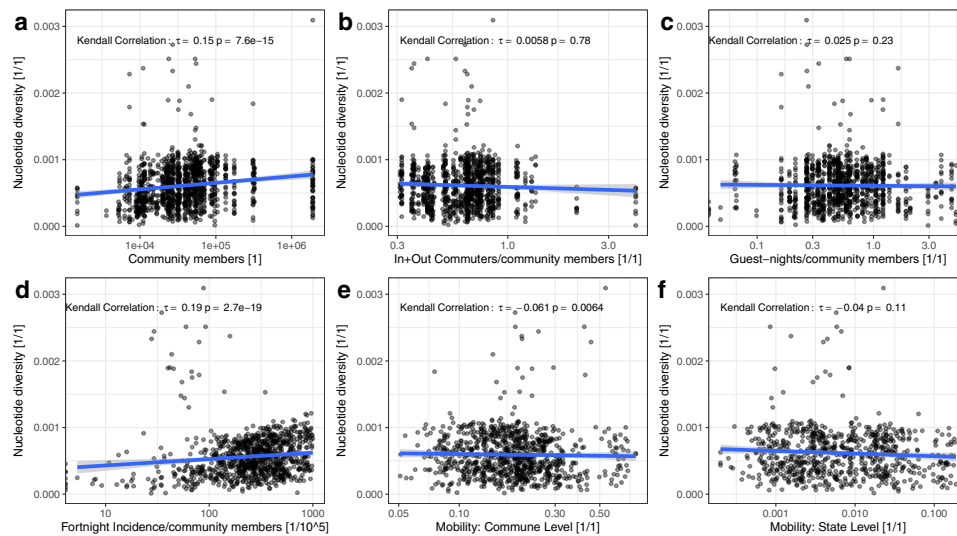 a
Kendall Correlation: τ = 0.15 p = 7.6e−15
Nucleotide diversity [1/1]
0.003
0.002
0.001
0.000
1e+04 1e+05 1e+06
Community members [1]
b
Kendall Correlation: τ = 0.0058 p = 0.78
Nucleotide diversity [1/1]
0.003
0.002
0.001
0.000
0.3 1.0 3.0
In+Out Commuters/community members [1/1]
c
Kendall Correlation: τ = 0.025 p = 0.23
Nucleotide diversity [1/1]
0.003
0.002
0.001
0.000
0.1 0.3 1.0 3.0
Guest−nights/community members [1/1]
d
Kendall Correlation: τ = 0.19 p = 2.7e−19
Nucleotide diversity [1/1]
0.003
0.002
0.001
0.000
10 100 1000
Fortnight Incidence/community members [1/10^5]
e
Kendall Correlation: τ = −0.061 p = 0.0064
Nucleotide diversity [1/1]
0.003
0.002
0.001
0.000
0.05 0.10 0.30 0.50
Mobility: Commune Level [1/1]
f
Kendall Correlation: τ = −0.04 p = 0.11
Nucleotide diversity [1/1]
0.003
0.002
0.001
0.000
0.001 0.010 0.100
Mobility: State Level [1/1]